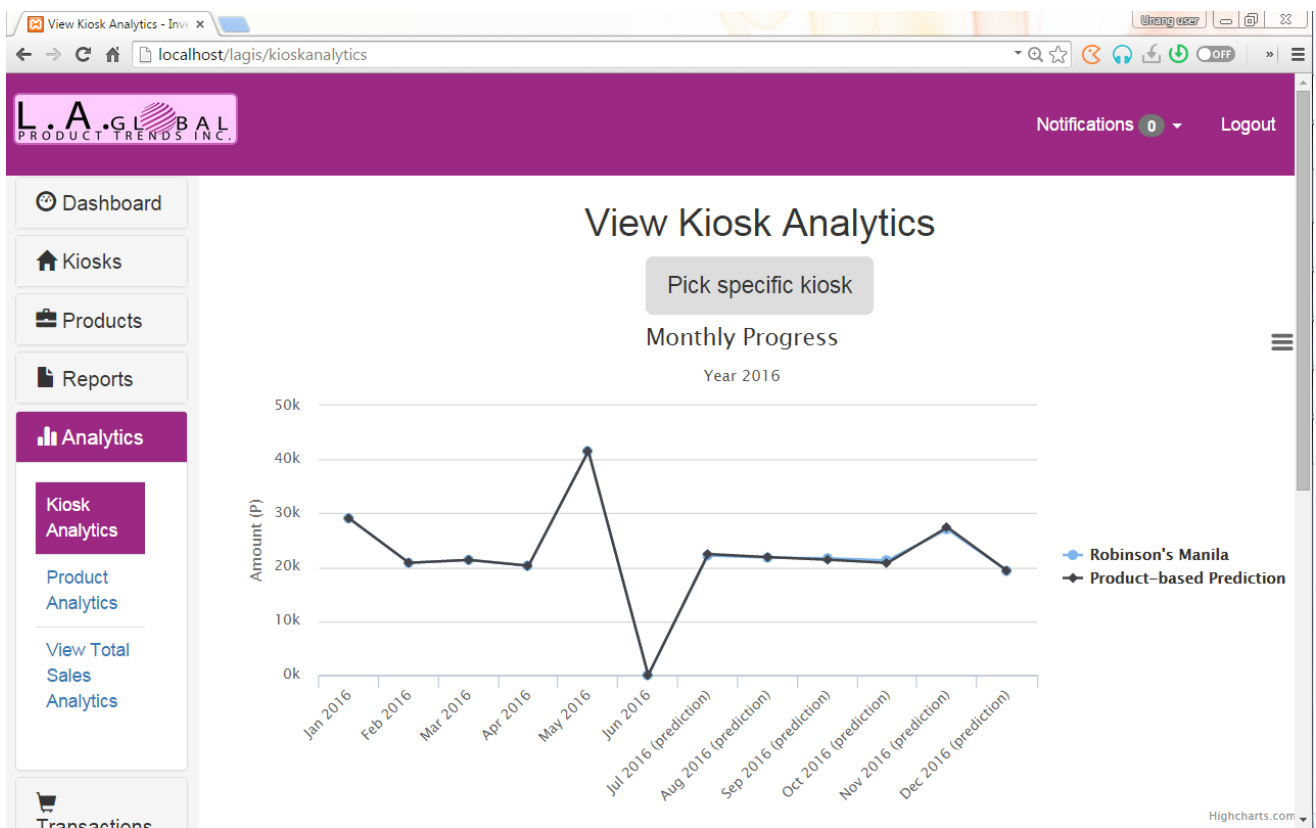 View Kiosk Analytics - Inve
Unang user
localhost/lagis/kioskanalytics
OFF
»
L.A.GLOBAL
PRODUCT TRENDS INC.
Notifications 0
Logout
Dashboard
Kiosks
Products
Reports
Analytics
Kiosk
Analytics
Product
Analytics
View Total
Sales
Analytics
Transactions
View Kiosk Analytics
Pick specific kiosk
Monthly Progress
Year 2016
Amount (P)
50k
40k
30k
20k
10k
0k
Jan 2016
Feb 2016
Mar 2016
Apr 2016
May 2016
Jun 2016
Jul 2016 (prediction)
Aug 2016 (prediction)
Sep 2016 (prediction)
Oct 2016 (prediction)
Nov 2016 (prediction)
Dec 2016 (prediction)
Robinson's Manila
Product-based Prediction
Highcharts.com